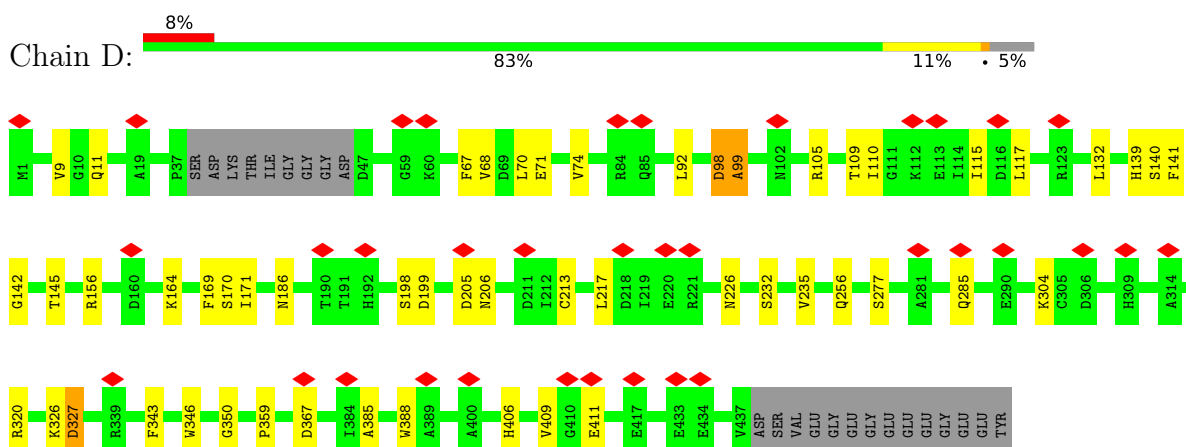 8%
Chain D:
83% 11% • 5%
M1 V9 G10 Q11 A19 P37 SER ASP LYS THR ILE GLY GLY GLY ASP D47 G59 K60 F67 V68 D69 L70 E71 V74 R84 Q85 L92 D98 A99 N102 R105 T109 I110 G111 K112 E113 I114 I115 D116 L117 R123 L132 H139 S140 F141
G142 T145 R156 D160 K164 F169 S170 I171 N186 T190 T191 H192 S198 D199 D205 N206 D211 I212 C213 L217 D218 I219 E220 R221 N226 S232 V235 Q256 S277 A281 Q285 E290 K304 C305 D306 H309 A314
R320 K326 D327 R339 F343 W346 G350 P359 D367 I384 A385 W388 A389 A400 H406 V409 G410 E411 E417 E433 E434 V437 ASP SER VAL GLU GLY GLU GLU GLY GLU GLU GLU GLY GLU GLU TYR